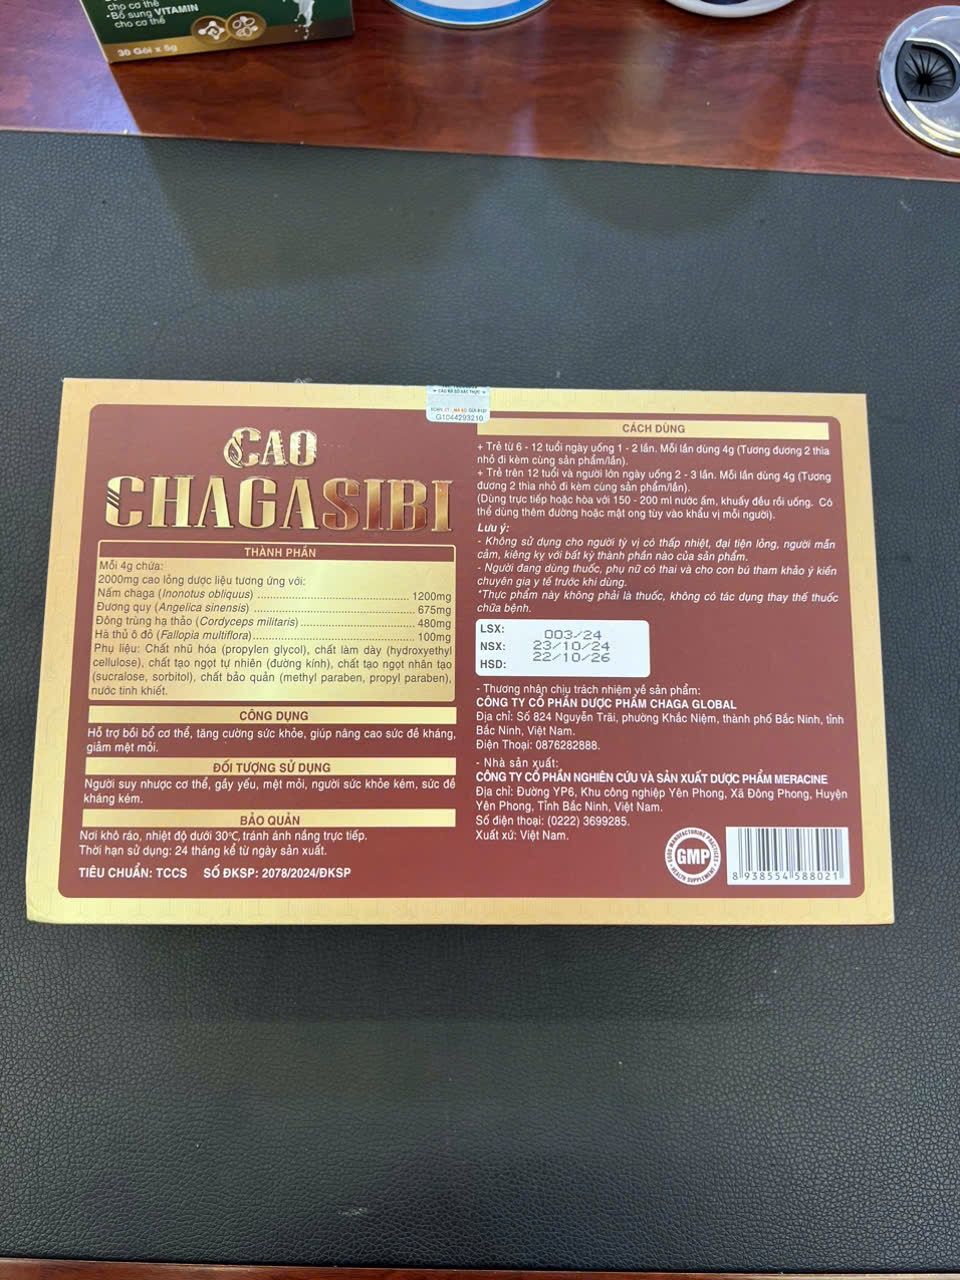 cho cơ thể
-Bổ sung VITAMIN
cho cơ thể
30 Gói x 5g
CÀO MÃ SỐ XÁC THỰC
G1044293210
CAO
CHAGASIBI
THÀNH PHẦN
Mỗi 4g chứa:
2000mg cao lỏng dược liệu tương ứng với:
Nấm chaga (Inonotus obliquus) ........ 1200mg
Đương quy (Angelica sinensis) ........ 675mg
Đông trùng hạ thảo (Cordyceps militaris) ........ 480mg
Hà thủ ô đỏ (Fallopia multiflora) ........ 100mg
Phụ liệu: Chất nhũ hóa (propylen glycol), chất làm dày (hydroxyethyl
cellulose), chất tạo ngọt tự nhiên (đường kính), chất tạo ngọt nhân tạo
(sucralose, sorbitol), chất bảo quản (methyl paraben, propyl paraben),
nước tinh khiết.
CÔNG DỤNG
Hỗ trợ bồi bổ cơ thể, tăng cường sức khỏe, giúp nâng cao sức đề kháng,
giảm mệt mỏi.
ĐỐI TƯỢNG SỬ DỤNG
Người suy nhược cơ thể, gầy yếu, mệt mỏi, người sức khỏe kém, sức đề
kháng kém.
BẢO QUẢN
Nơi khô ráo, nhiệt độ dưới 30℃, tránh ánh nắng trực tiếp.
Thời hạn sử dụng: 24 tháng kể từ ngày sản xuất.
TIÊU CHUẨN: TCCS SỐ ĐKSP: 2078/2024/ĐKSP
CÁCH DÙNG
+ Trẻ từ 6 - 12 tuổi ngày uống 1 - 2 lần. Mỗi lần dùng 4g (Tương đương 2 thìa
nhỏ đi kèm cùng sản phẩm/lần).
+ Trẻ trên 12 tuổi và người lớn ngày uống 2 - 3 lần. Mỗi lần dùng 4g (Tương
đương 2 thìa nhỏ đi kèm cùng sản phẩm/lần).
(Dùng trực tiếp hoặc hòa với 150 - 200 ml nước ấm, khuấy đều rồi uống. Có
thể dùng thêm đường hoặc mật ong tùy vào khẩu vị mỗi người).
Lưu ý:
- Không sử dụng cho người tỳ vị có thấp nhiệt, đại tiện lỏng, người mẫn
cảm, kiêng kỵ với bất kỳ thành phần nào của sản phẩm.
- Người đang dùng thuốc, phụ nữ có thai và cho con bú tham khảo ý kiến
chuyên gia y tế trước khi dùng.
*Thực phẩm này không phải là thuốc, không có tác dụng thay thế thuốc
chữa bệnh.
LSX: 003/24
NSX: 23/10/24
HSD: 22/10/26
- Thương nhân chịu trách nhiệm về sản phẩm:
CÔNG TY CỔ PHẦN DƯỢC PHẨM CHAGA GLOBAL
Địa chỉ: Số 824 Nguyễn Trãi, phường Khắc Niệm, thành phố Bắc Ninh, tỉnh
Bắc Ninh, Việt Nam.
Điện Thoại: 0876282888.
- Nhà sản xuất:
CÔNG TY CỔ PHẦN NGHIÊN CỨU VÀ SẢN XUẤT DƯỢC PHẨM MERACINE
Địa chỉ: Đường YP6, Khu công nghiệp Yên Phong, Xã Đông Phong, Huyện
Yên Phong, Tỉnh Bắc Ninh, Việt Nam.
Số điện thoại: (0222) 3699285.
Xuất xứ: Việt Nam.
GOOD MANUFACTURING PRACTICES
GMP
HEALTH SUPPLEMENT
8 938554 588021